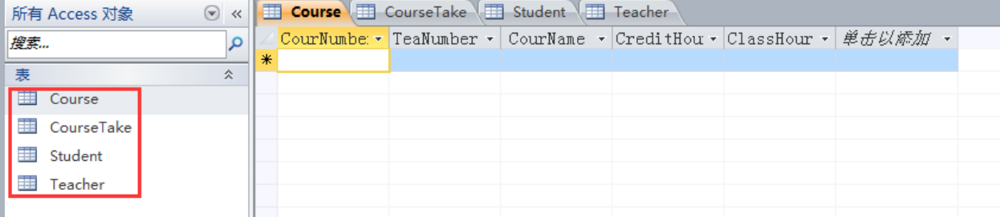 所有 Access 对象
搜索...
表
Course
CourseTake
Student
Teacher
Course CourseTake Student Teacher
CourNumber TeaNumber CourName CreditHou ClassHour 单击以添加